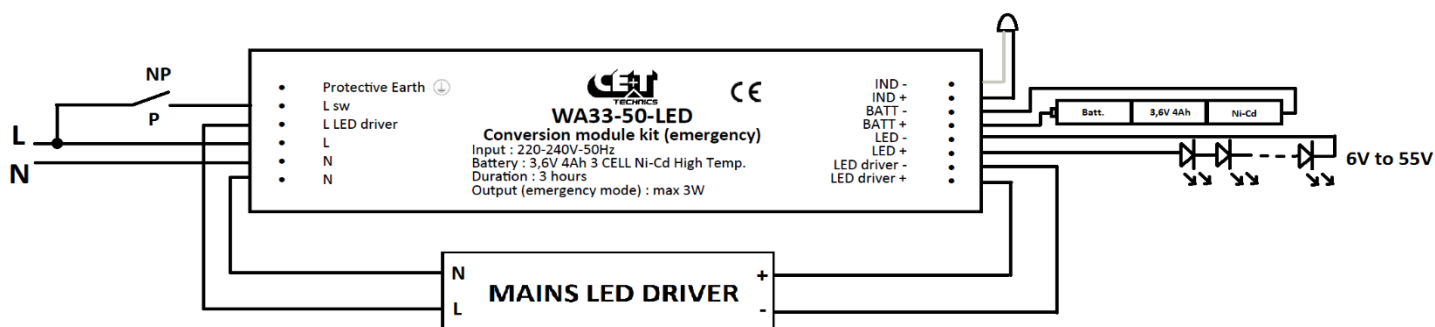 NP
P
L
N
Protective Earth
L sw
L LED driver
L
N
N
CE+T
TECHNICS
CE
WA33-50-LED
Conversion module kit (emergency)
Input : 220-240V-50Hz
Battery : 3,6V 4Ah 3 CELL Ni-Cd High Temp.
Duration : 3 hours
Output (emergency mode) : max 3W
IND -
IND +
BATT -
BATT +
LED -
LED +
LED driver -
LED driver +
Batt. 3,6V 4Ah Ni-Cd
6V to 55V
N +
MAINS LED DRIVER
L -